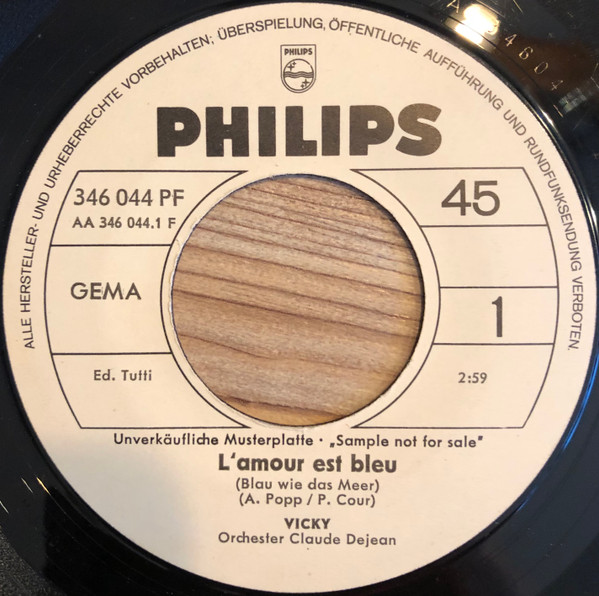 ALLE HERSTELLER- UND URHEBERRECHTE VORBEHALTEN; ÜBERSPIELUNG, ÖFFENTLICHE AUFFÜHRUNG UND RUNDFUNKSENDUNG VERBOTEN.
PHILIPS
PHILIPS
346 044 PF
AA 346 044.1 F
45
GEMA
1
Ed. Tutti
2:59
Unverkäufliche Musterplatte · „Sample not for sale"
L'amour est bleu
(Blau wie das Meer)
(A. Popp / P. Cour)
VICKY
Orchester Claude Dejean